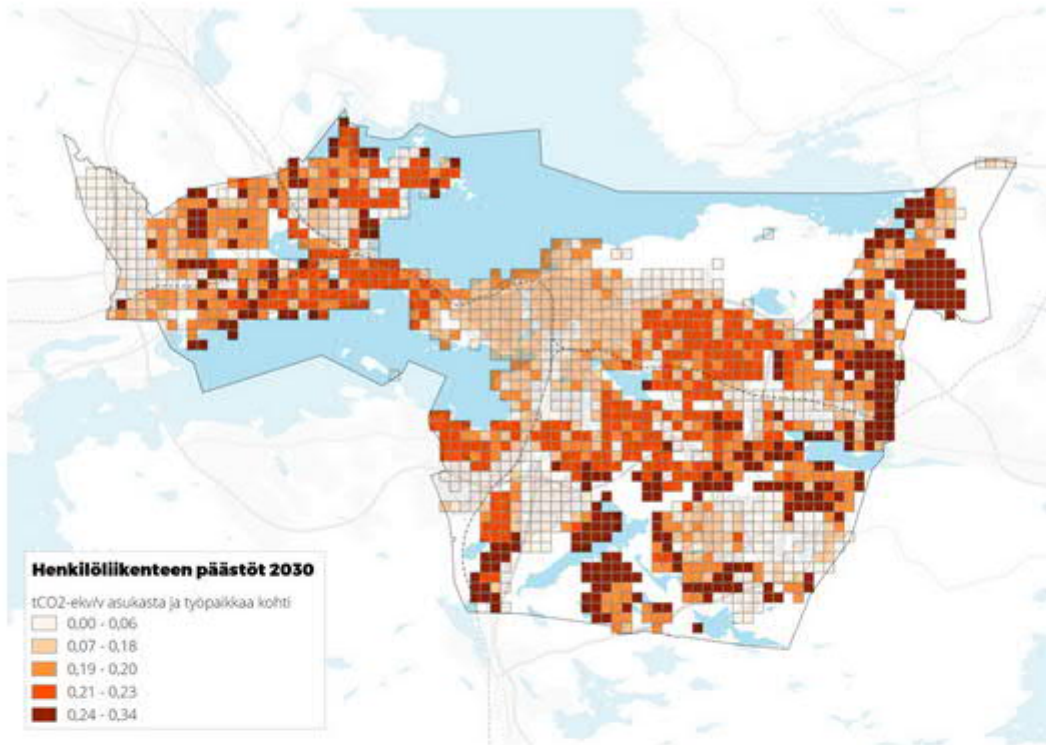 Henkilöliikenteen päästöt 2030
tCO2-ekv/v asukasta ja työpaikkaa kohti
0,00 - 0,06
0,07 - 0,18
0,19 - 0,20
0,21 - 0,23
0,24 - 0,34